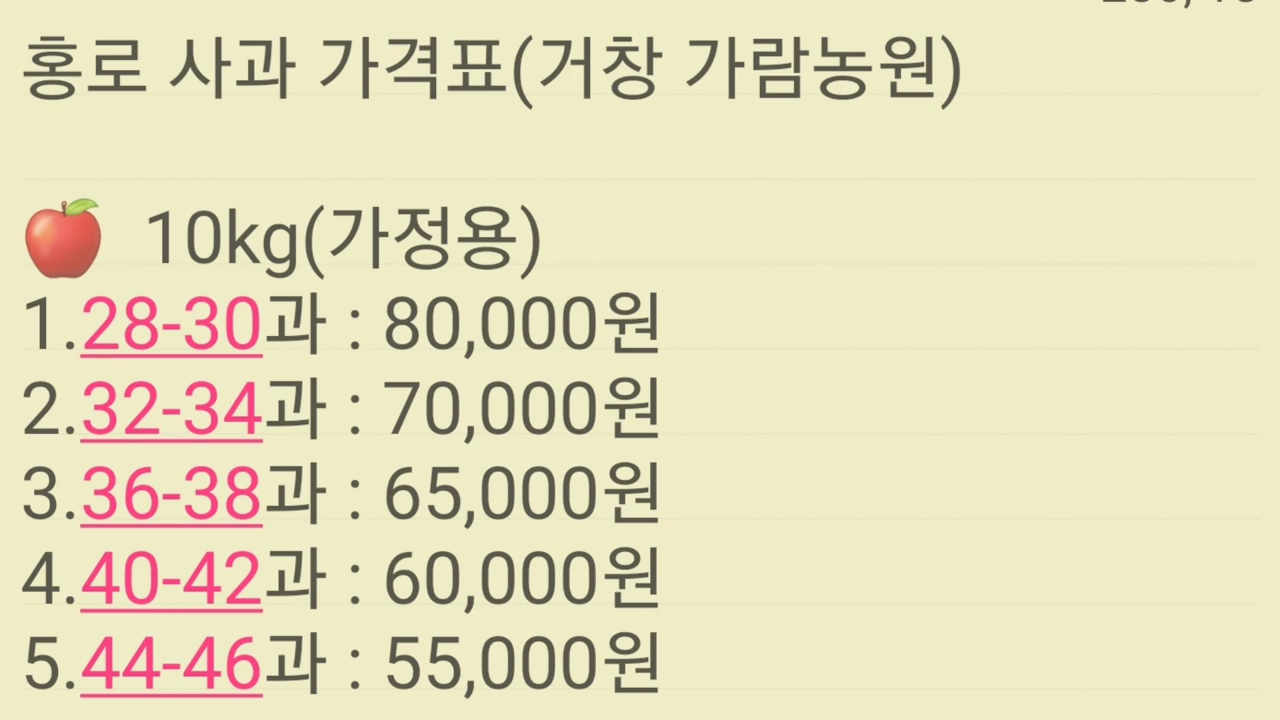 홍로 사과 가격표(거창 가람농원)
10kg(가정용)
1.28-30과 : 80,000원
2.32-34과 : 70,000원
3.36-38과 : 65,000원
4.40-42과 : 60,000원
5.44-46과 : 55,000원